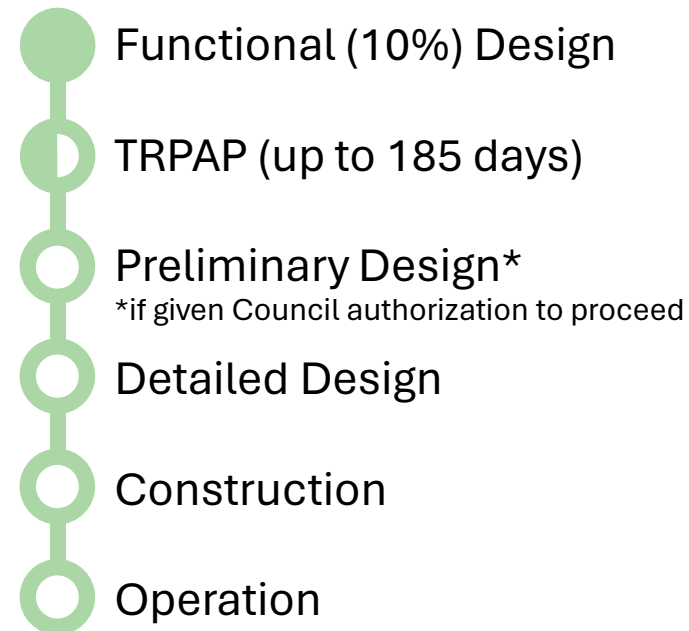 Functional (10%) Design
TRPAP (up to 185 days)
Preliminary Design*
*if given Council authorization to proceed
Detailed Design
Construction
Operation